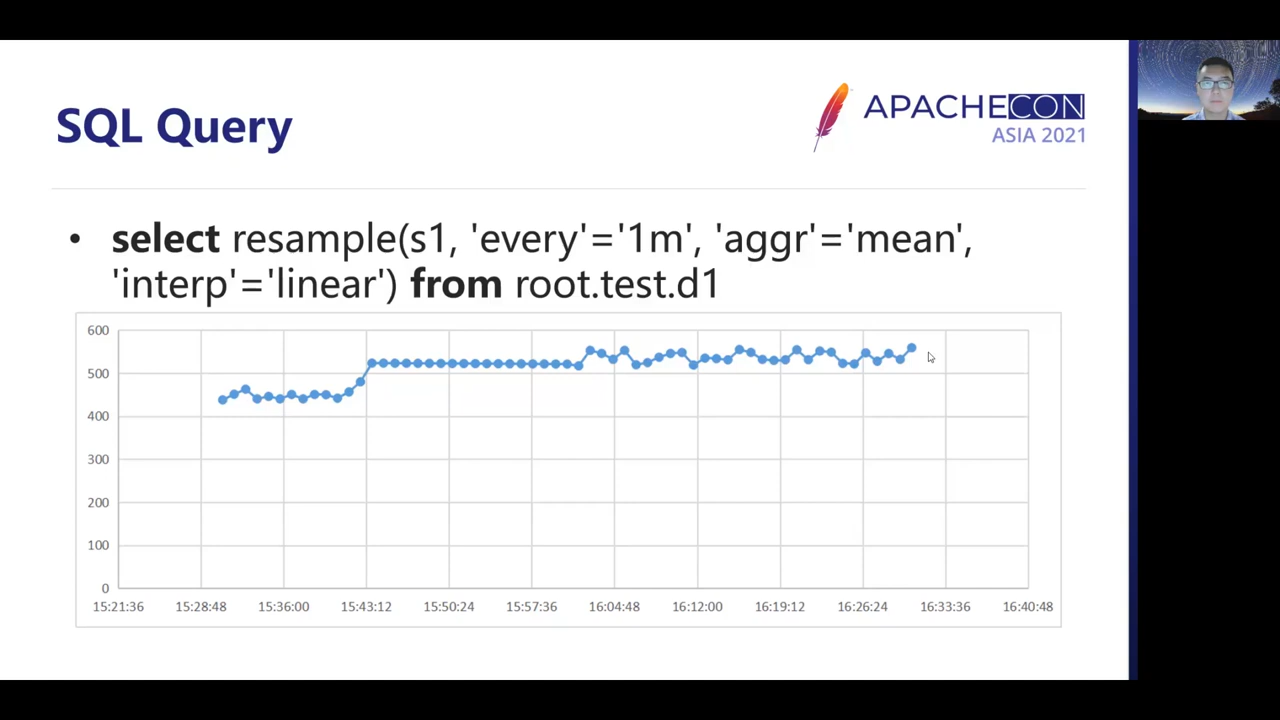 SQL Query
APACHECON
ASIA 2021
• select resample(s1, 'every'='1m', 'aggr'='mean',
'interp'='linear') from root.test.d1
600
500
400
300
200
100
0
15:21:36 15:28:48 15:36:00 15:43:12 15:50:24 15:57:36 16:04:48 16:12:00 16:19:12 16:26:24 16:33:36 16:40:48